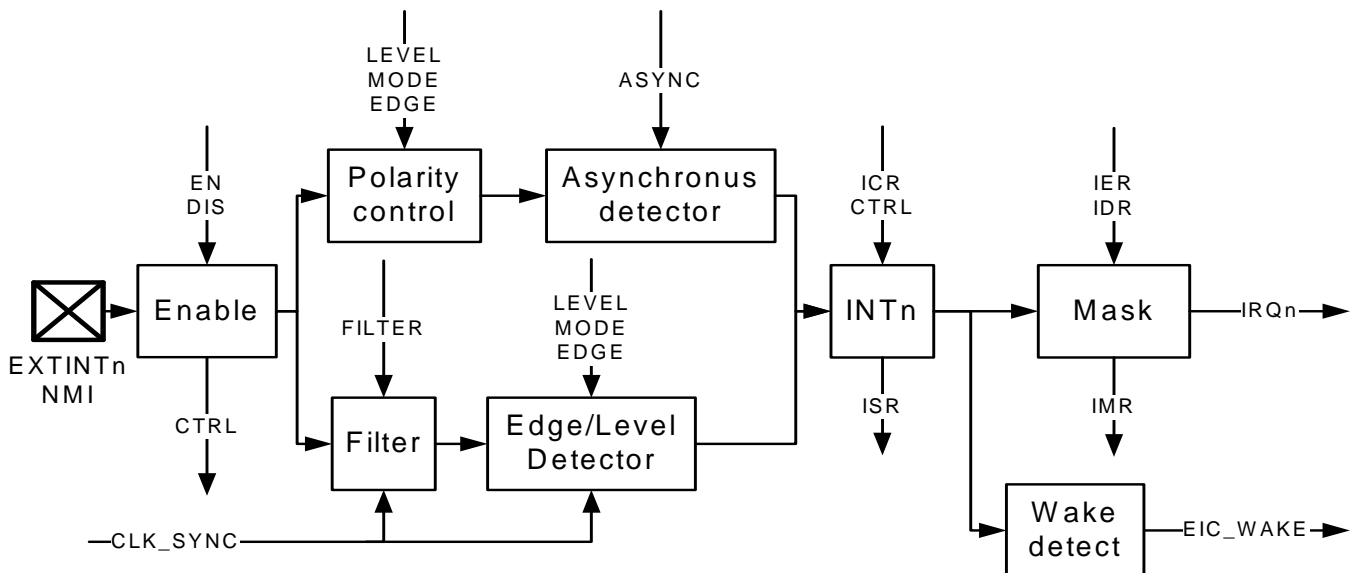 LEVEL
MODE
EDGE
ASYNC
EN
DIS
Polarity
control
Asynchronus
detector
ICR
CTRL
IER
IDR
Enable
FILTER
LEVEL
MODE
EDGE
INTn
Mask
IRQn
EXTINTn
NMI
CTRL
Filter
Edge/Level
Detector
ISR
IMR
CLK_SYNC
Wake
detect
EIC_WAKE